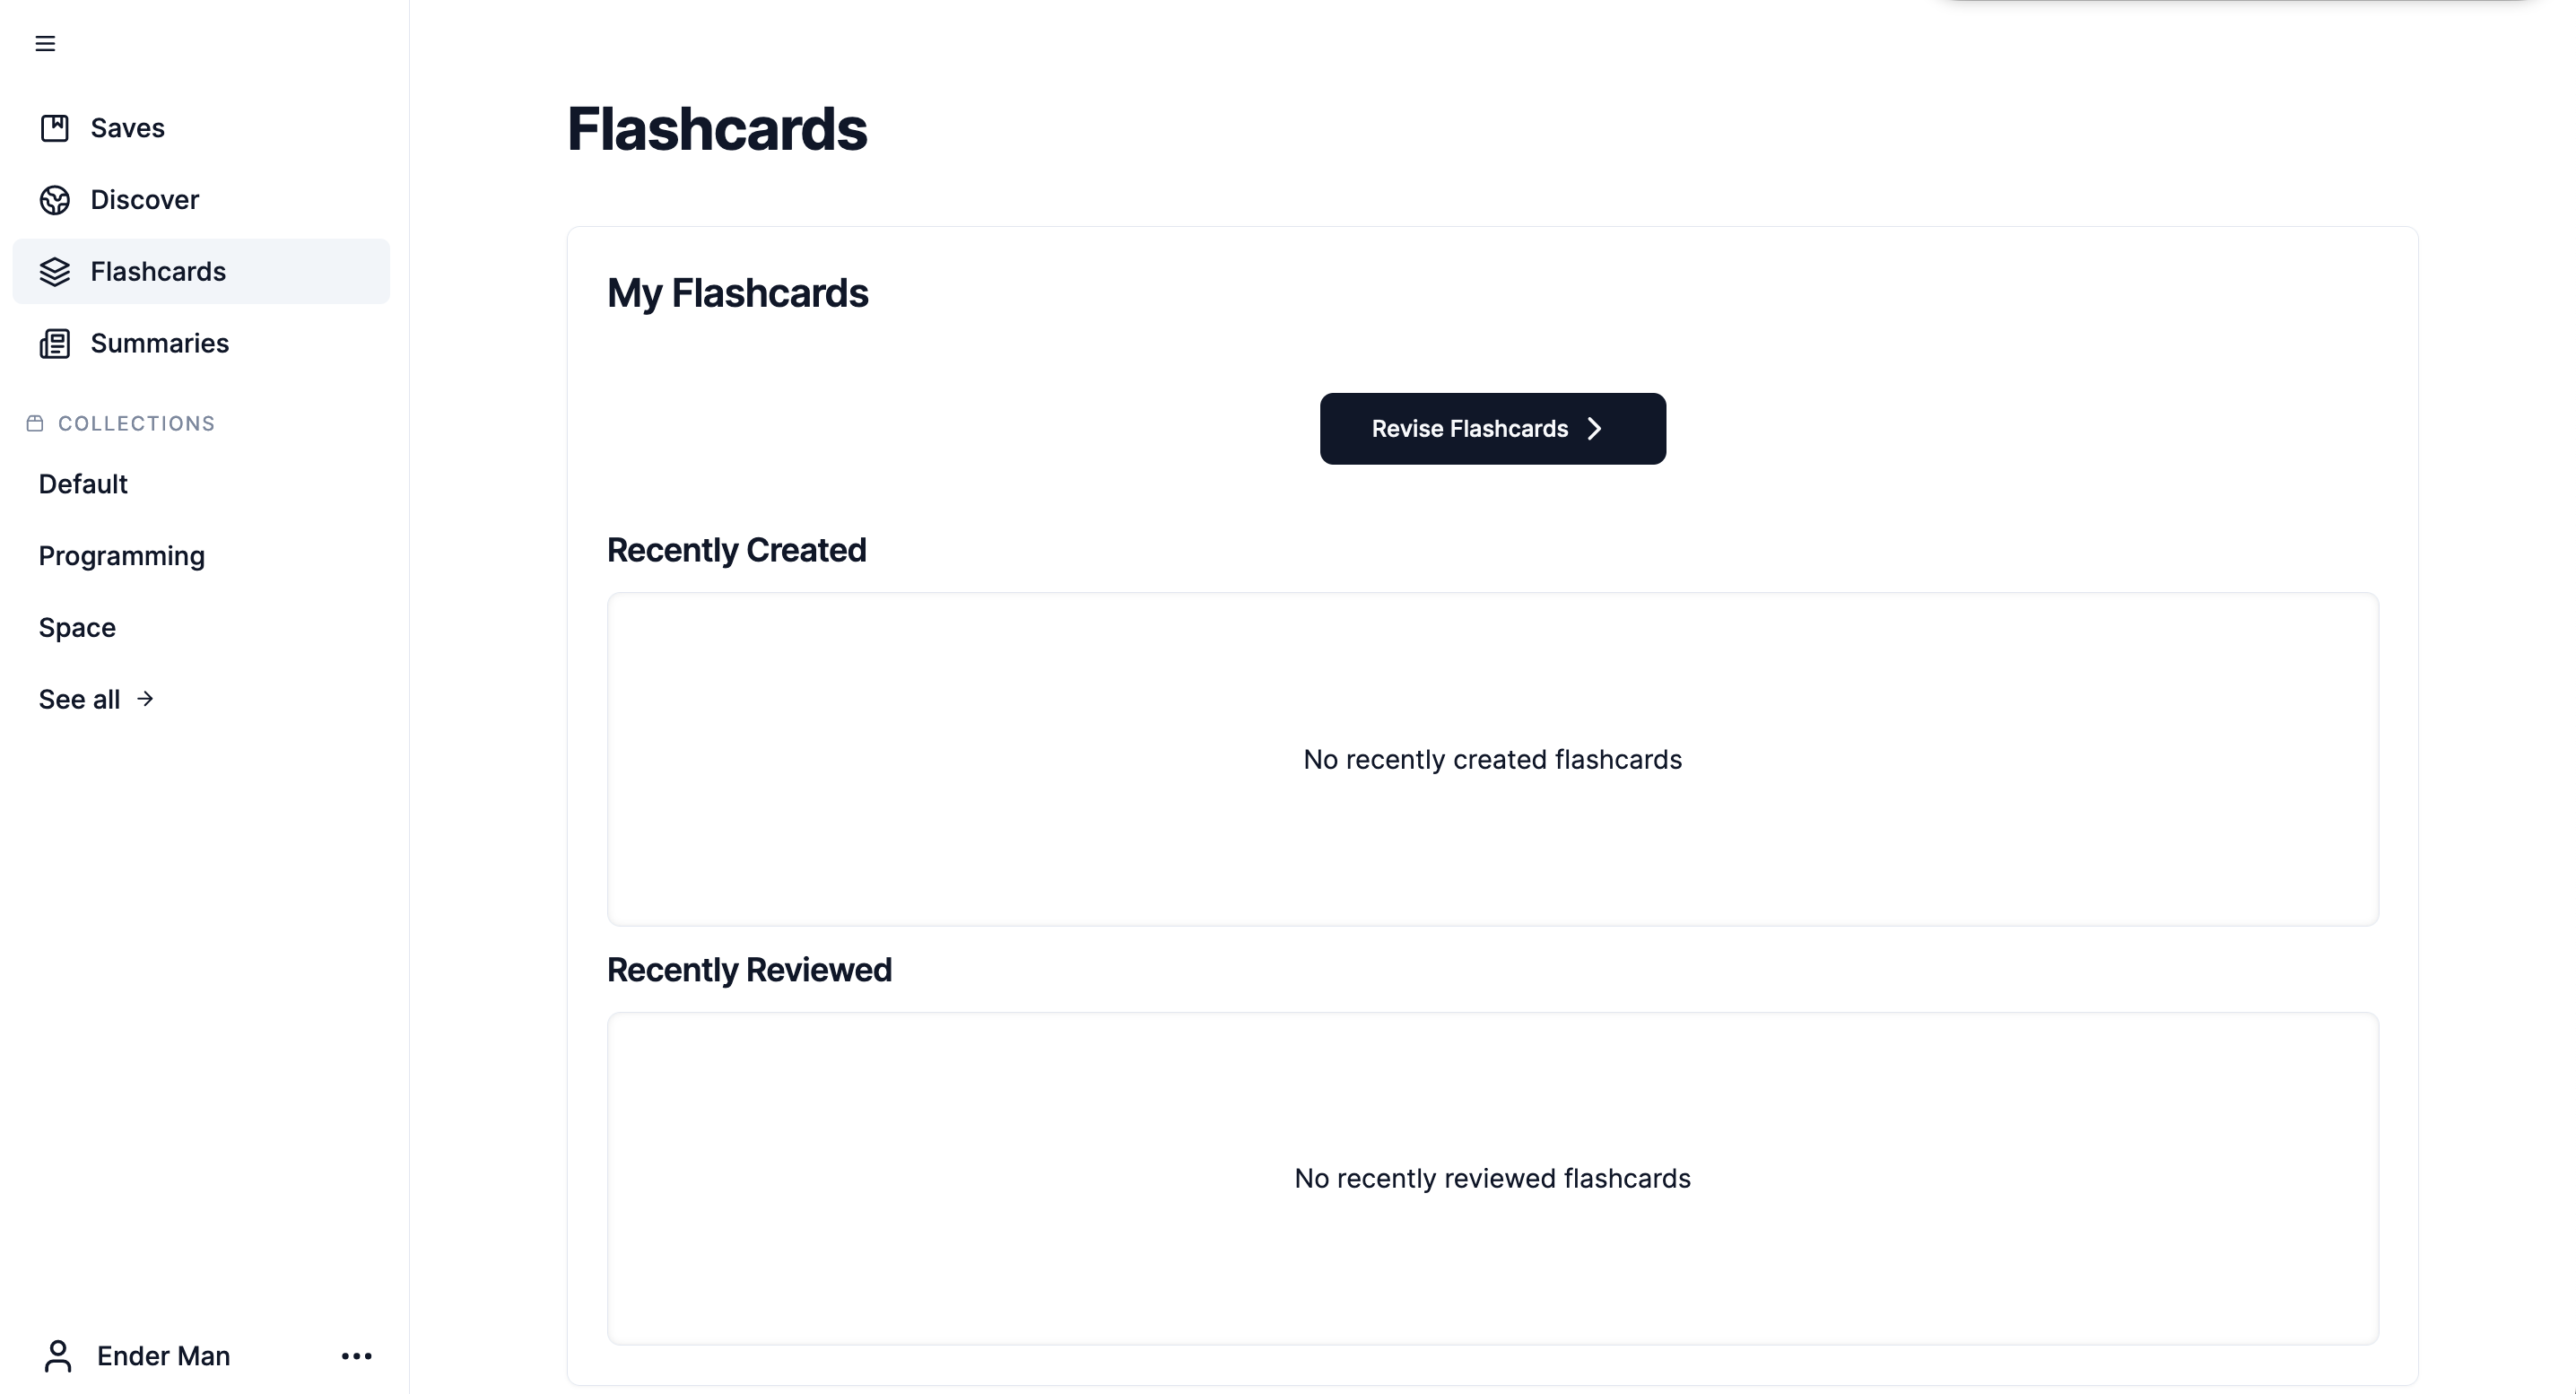 Saves
Discover
Flashcards
Summaries
COLLECTIONS
Default
Programming
Space
See all
Ender Man
Flashcards
My Flashcards
Revise Flashcards
Recently Created
No recently created flashcards
Recently Reviewed
No recently reviewed flashcards